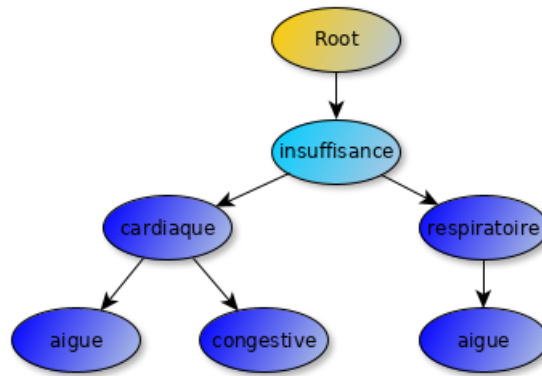 Root
insuffisance
cardiaque
respiratoire
aigue
congestive
aigue